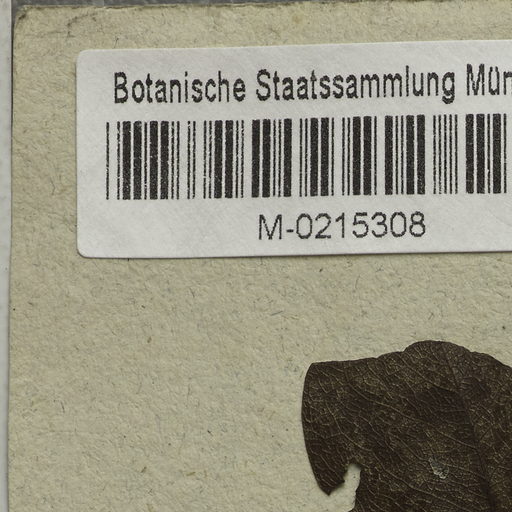 Botanische Staatssammlung Mün
M-0215308